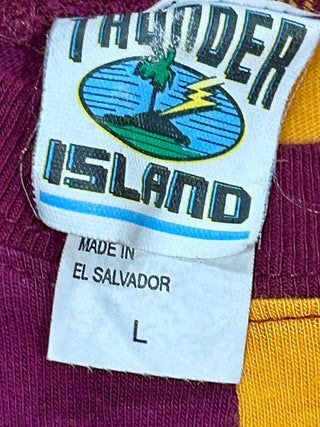 THUNDER
ISLAND
MADE IN
EL SALVADOR
L